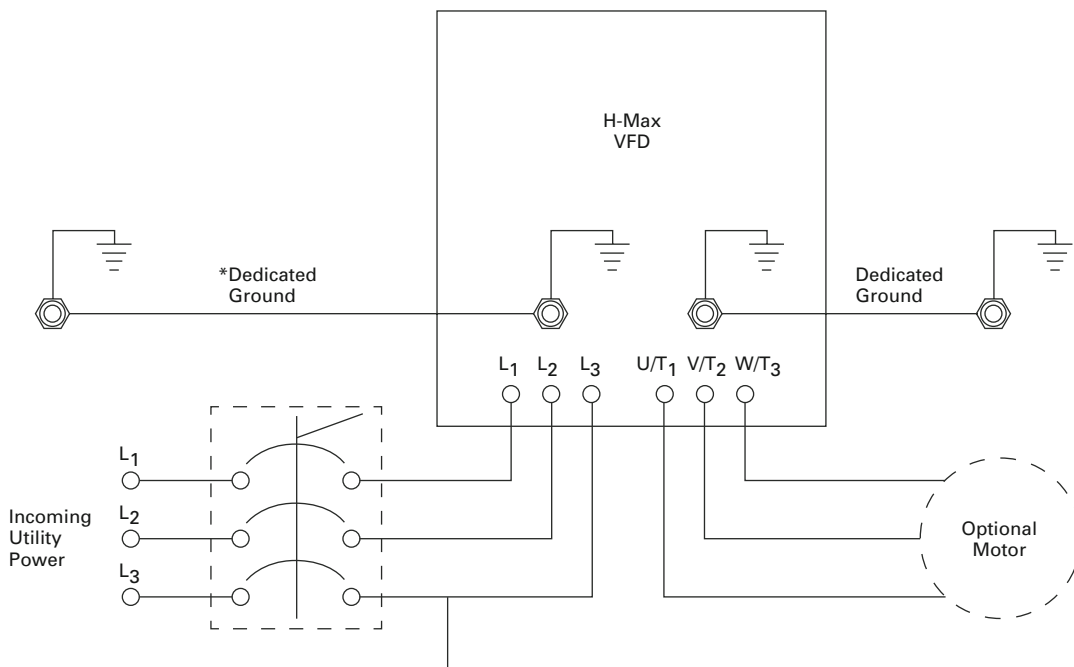 H-Max
VFD
*Dedicated
Ground
Dedicated
Ground
L1 L2 L3 U/T1 V/T2 W/T3
L1
L2
L3
Incoming
Utility
Power
Optional
Motor